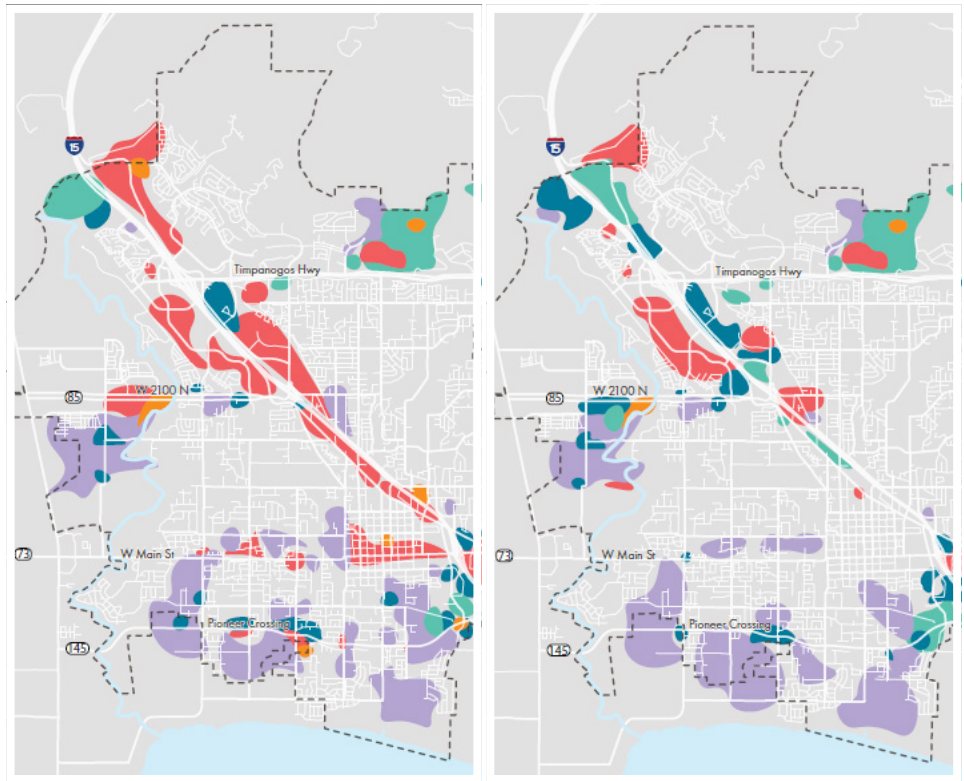 15
Timpanogos Hwy
W 2100 N
85
W Main St
73
Pioneer Crossing
145
15
Timpanogos Hwy
W 2100 N
85
W Main St
73
Pioneer Crossing
145